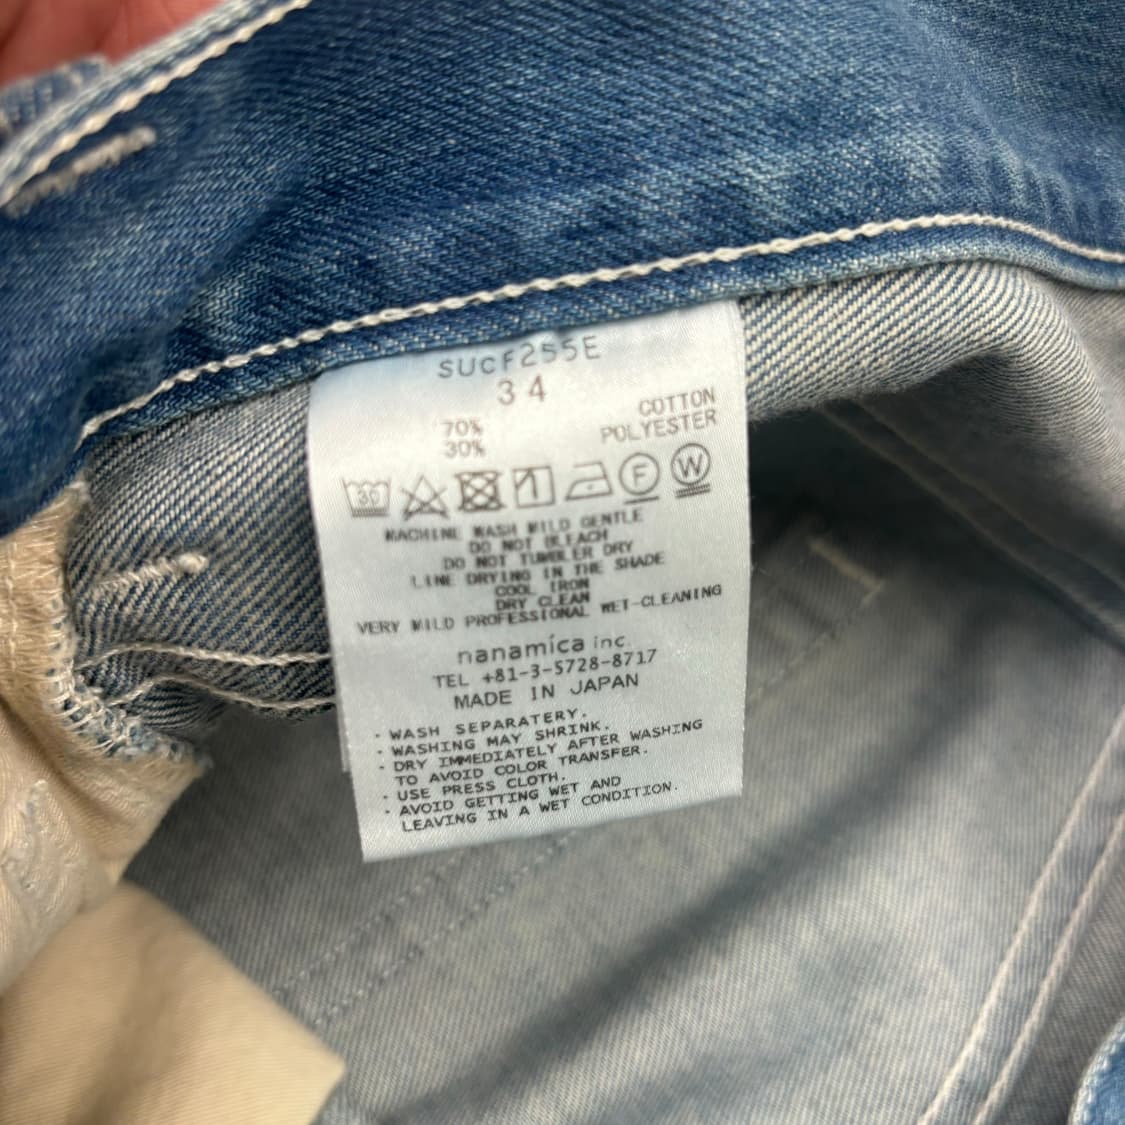 SUCF255E
34
70% COTTON
30% POLYESTER
30 F W
MACHINE WASH MILD GENTLE
DO NOT BLEACH
DO NOT TUMBLER DRY
LINE DRYING IN THE SHADE
COOL IRON
DRY CLEAN
VERY MILD PROFESSIONAL WET-CLEANING
nanamica inc.
TEL +81-3-5728-8717
MADE IN JAPAN
・WASH SEPARATERY.
・WASHING MAY SHRINK.
・DRY IMMEDIATELY AFTER WASHING
TO AVOID COLOR TRANSFER.
・USE PRESS CLOTH.
・AVOID GETTING WET AND
LEAVING IN A WET CONDITION.